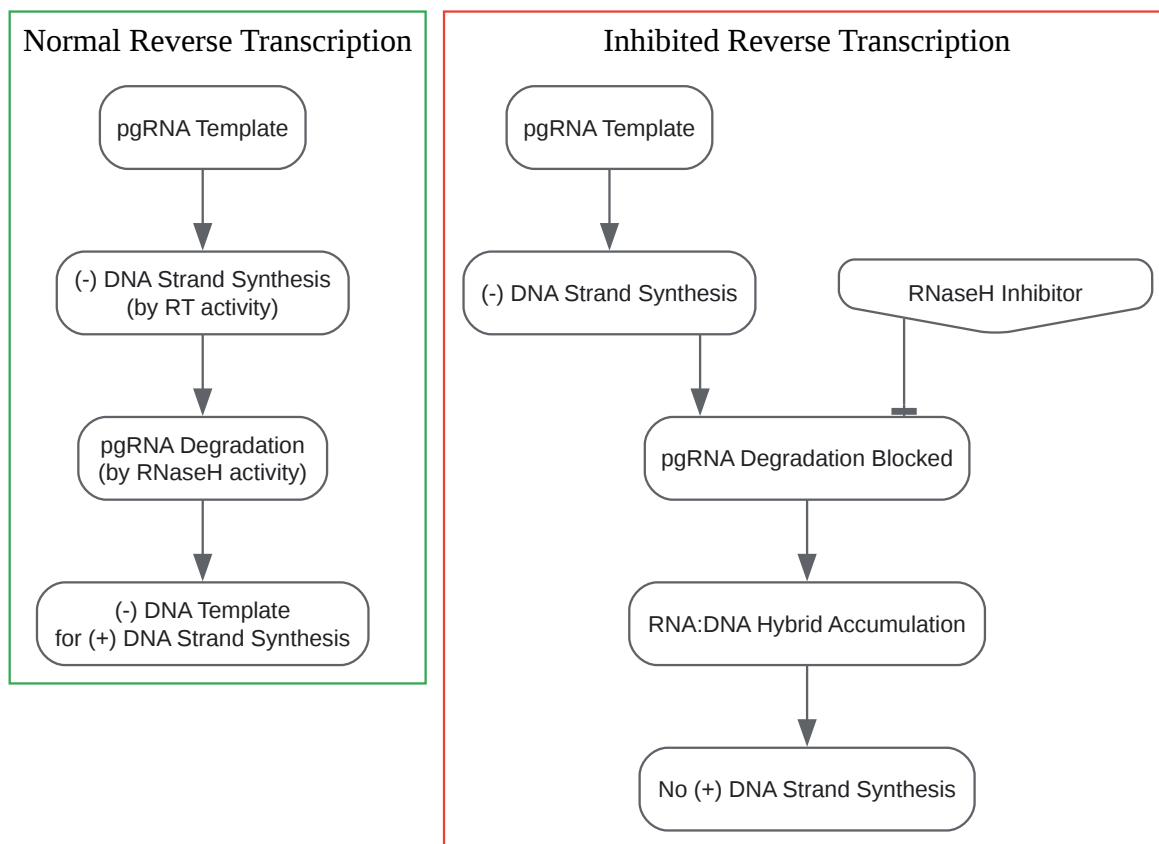 Normal Reverse Transcription
pgRNA Template
(-) DNA Strand Synthesis
(by RT activity)
pgRNA Degradation
(by RNaseH activity)
(-) DNA Template
for (+) DNA Strand Synthesis
Inhibited Reverse Transcription
pgRNA Template
(-) DNA Strand Synthesis
RNaseH Inhibitor
pgRNA Degradation Blocked
RNA:DNA Hybrid Accumulation
No (+) DNA Strand Synthesis